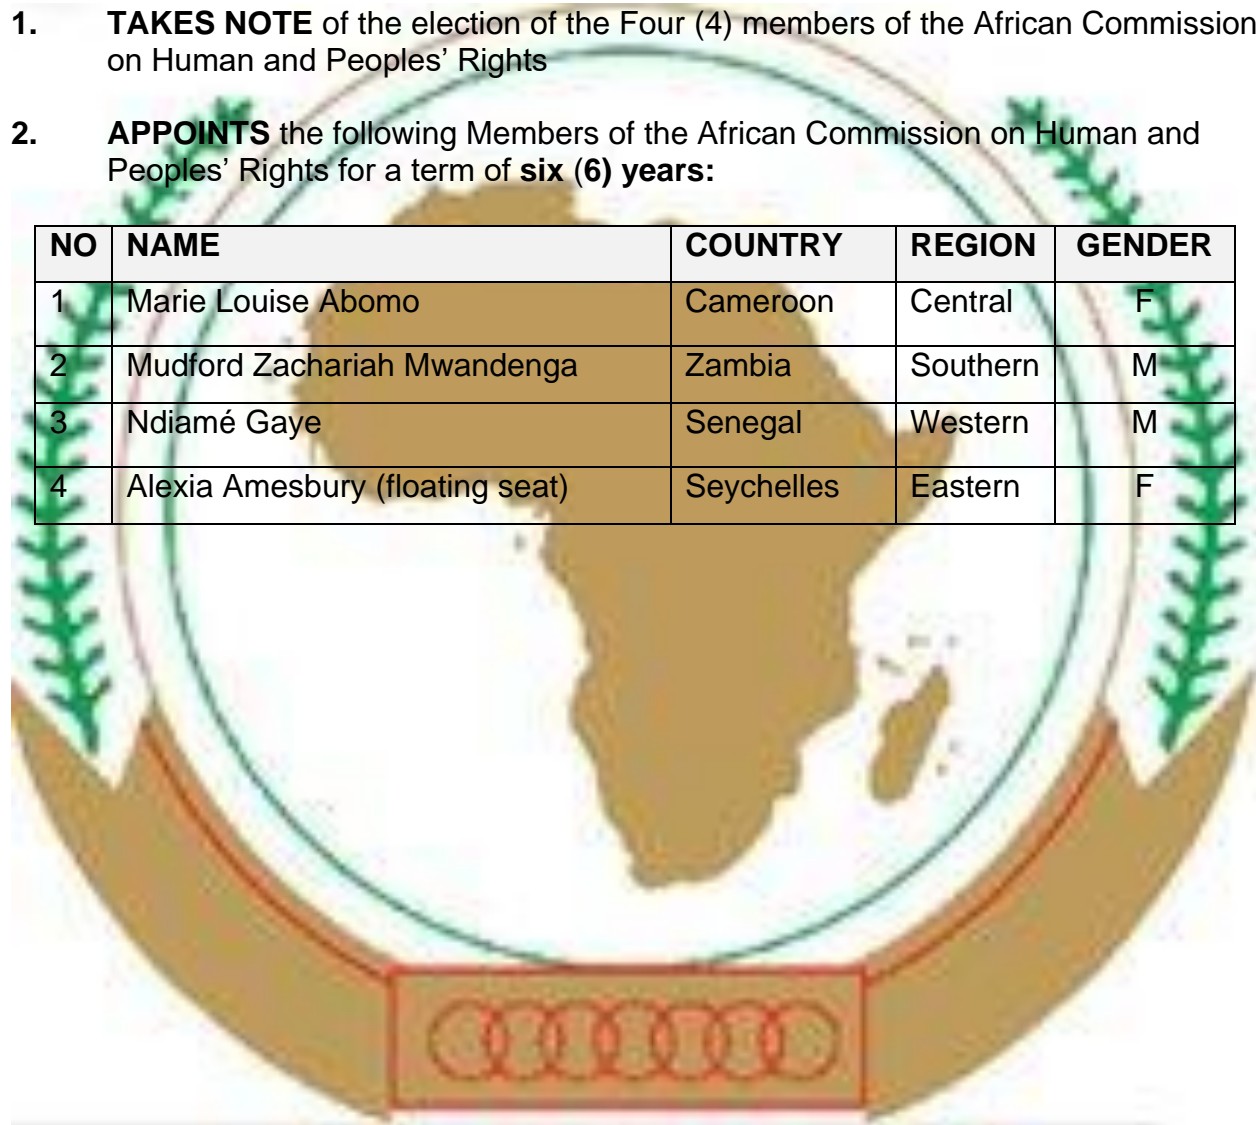 1. TAKES NOTE of the election of the Four (4) members of the African Commission
on Human and Peoples’ Rights
2. APPOINTS the following Members of the African Commission on Human and
Peoples’ Rights for a term of six (6) years:
NO NAME COUNTRY REGION GENDER
1 Marie Louise Abomo Cameroon Central F
2 Mudford Zachariah Mwandenga Zambia Southern M
3 Ndiamé Gaye Senegal Western M
4 Alexia Amesbury (floating seat) Seychelles Eastern F